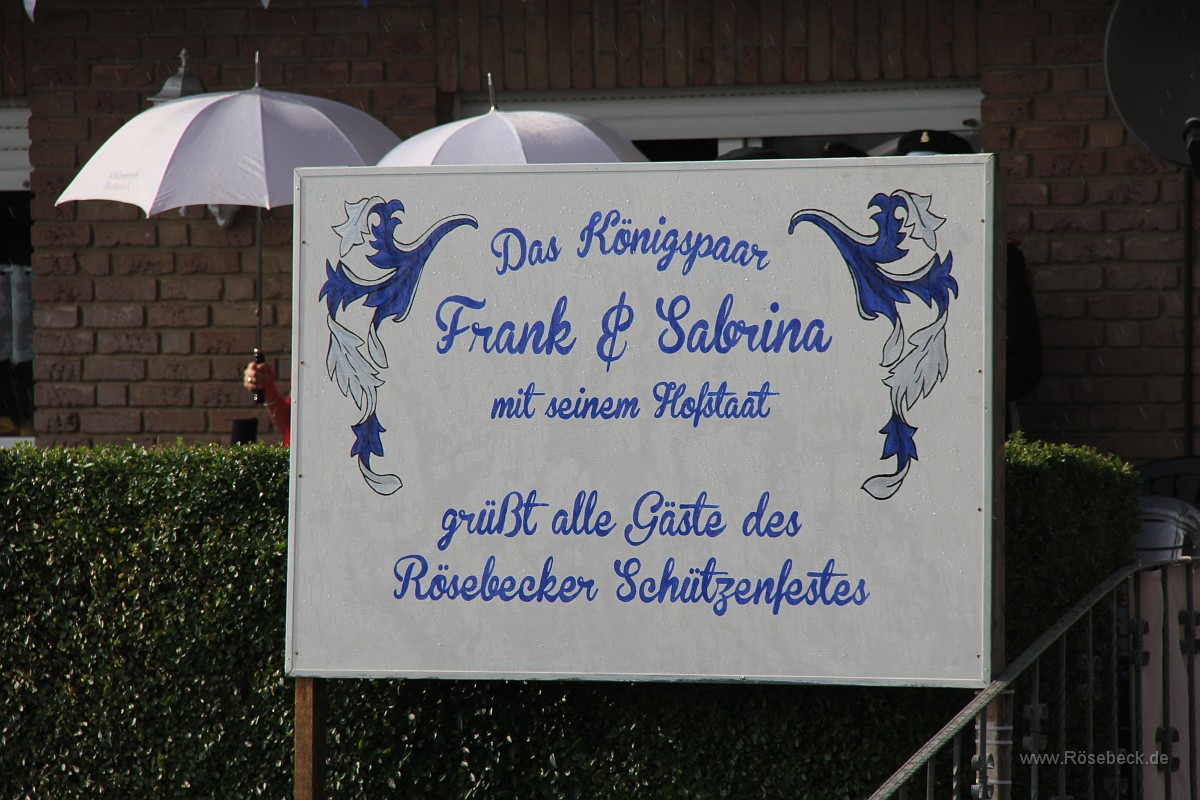 Das Königspaar
Frank & Sabrina
mit seinem Hofstaat
grüßt alle Gäste des
Rösebecker Schützenfestes
www.Rösebeck.de